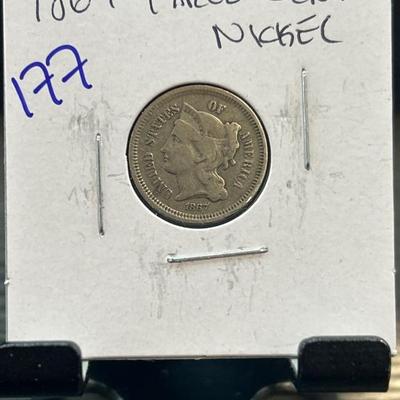 NICKEL
177
UNITED STATES OF AMERICA
1867